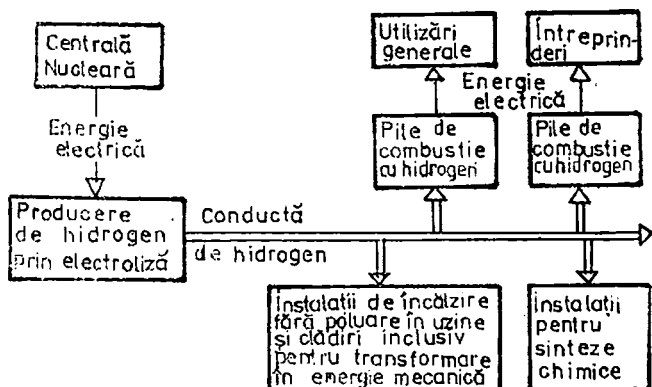 Centrală
Nucleară
Energie
electrică
Producere
de hidrogen
prin electroliză
Conductă
de hidrogen
Utilizări
generale
Întreprin-
deri
Energie
electrică
Pile de
combustie
cu hidrogen
Pile de
combustie
cu hidrogen
Instalații de încălzire
fără poluare în uzine
și clădiri inclusiv
pentru transformare
în energie mecanică
Instalații
pentru
sinteze
chimice